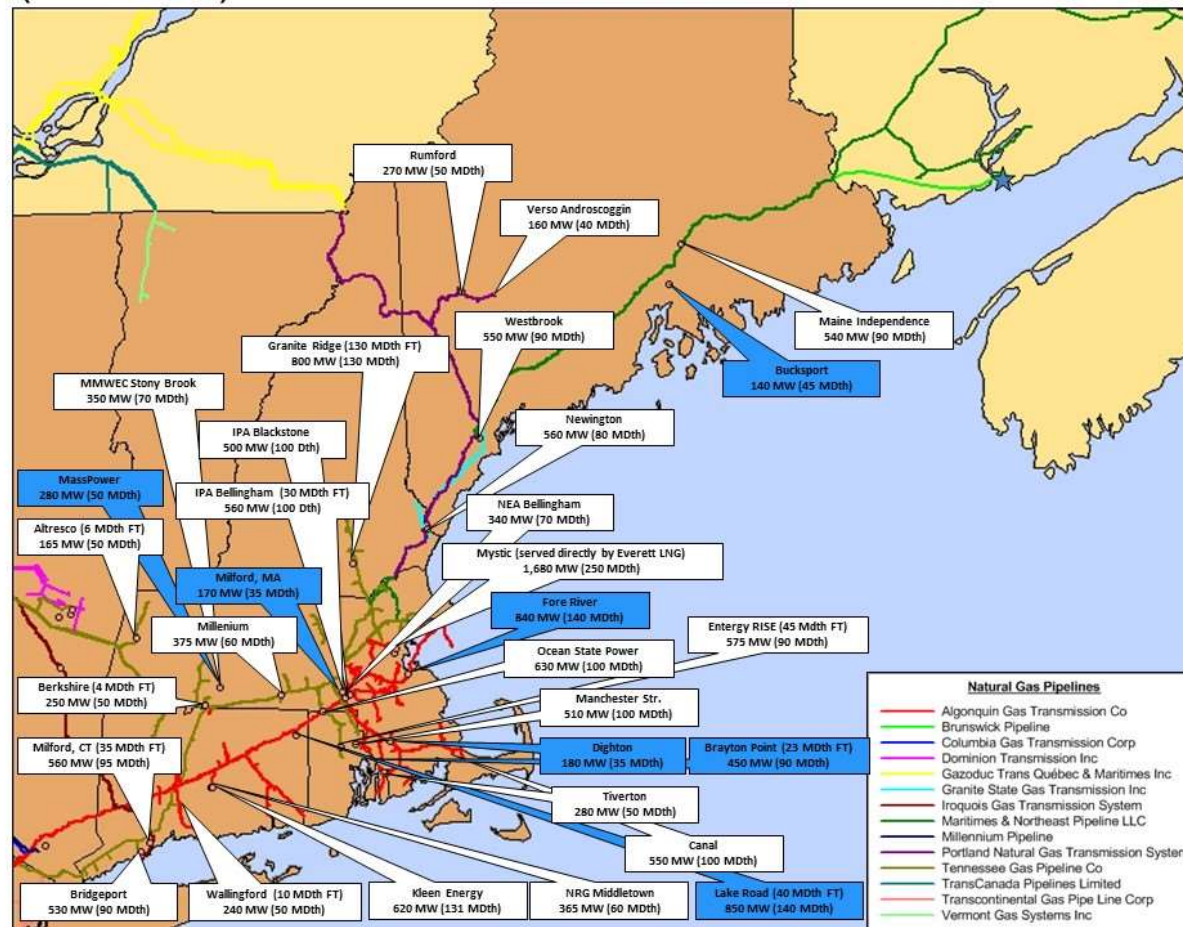 Rumford
270 MW (50 MDth)
Verso Androscoggin
160 MW (40 MDth)
Westbrook
550 MW (90 MDth)
Maine Independence
540 MW (90 MDth)
Granite Ridge (130 MDth FT)
800 MW (130 MDth)
Bucksport
140 MW (45 MDth)
MMWEC Stony Brook
350 MW (70 MDth)
Newington
560 MW (80 MDth)
IPA Blackstone
500 MW (100 Dth)
MassPower
280 MW (50 MDth)
IPA Bellingham (30 MDth FT)
560 MW (100 Dth)
NEA Bellingham
340 MW (70 MDth)
Altresco (6 MDth FT)
165 MW (50 MDth)
Mystic (served directly by Everett LNG)
1,680 MW (250 MDth)
Milford, MA
170 MW (35 MDth)
Fore River
840 MW (140 MDth)
Millenium
375 MW (60 MDth)
Entergy RISE (45 MDth FT)
575 MW (90 MDth)
Ocean State Power
630 MW (100 MDth)
Berkshire (4 MDth FT)
250 MW (50 MDth)
Manchester Str.
510 MW (100 MDth)
Milford, CT (35 MDth FT)
560 MW (95 MDth)
Dighton
180 MW (35 MDth)
Brayton Point (23 MDth FT)
450 MW (90 MDth)
Tiverton
280 MW (50 MDth)
Canal
550 MW (100 MDth)
Bridgeport
530 MW (90 MDth)
Wallingford (10 MDth FT)
240 MW (50 MDth)
Kleen Energy
620 MW (131 MDth)
NRG Middletown
365 MW (60 MDth)
Lake Road (40 MDth FT)
850 MW (140 MDth)
Natural Gas Pipelines
Algonquin Gas Transmission Co
Brunswick Pipeline
Columbia Gas Transmission Corp
Dominion Transmission Inc
Gazoduc Trans Québec & Maritimes Inc
Granite State Gas Transmission Inc
Iroquois Gas Transmission System
Maritimes & Northeast Pipeline LLC
Millennium Pipeline
Portland Natural Gas Transmission System
Tennessee Gas Pipeline Co
TransCanada Pipelines Limited
Transcontinental Gas Pipe Line Corp
Vermont Gas Systems Inc